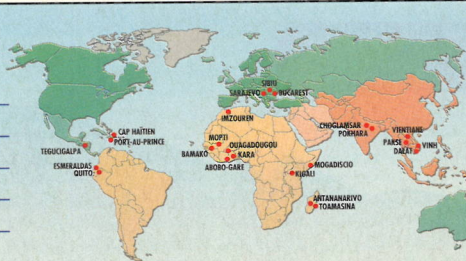 SIBIU
SARAJEVO
BUCAREST
IMZOUREN
CAP HAÏTIEN
PORT-AU-PRINCE
TEGUCIGALPA
CHOGLAMSAR
POKHARA
VIENTIANE
MOPTI
OUAGADOUGOU
PAKSE
VINH
BAMAKO
KARA
DALAT
ABOBO-GARE
MOGADISCIO
ESMERALDAS
QUITO
KIGALI
ANTANANARIVO
TOAMASINA